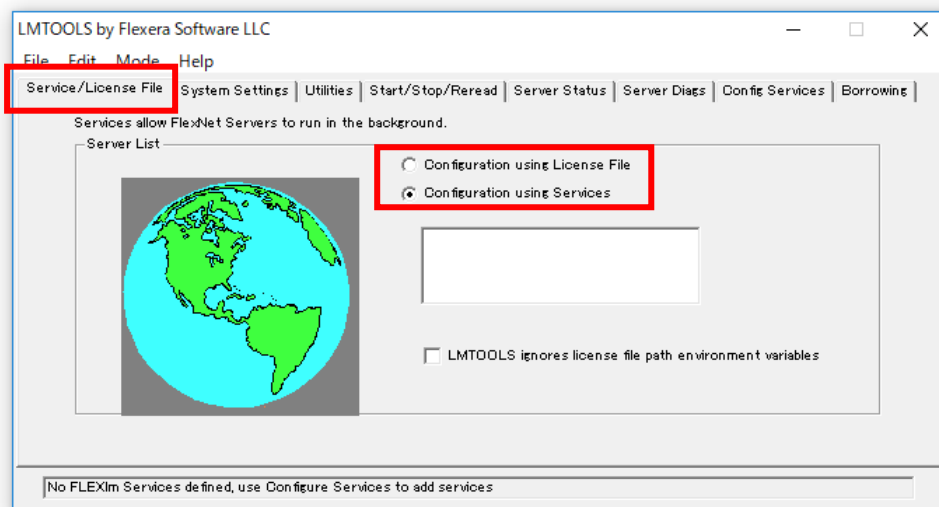 LMTOOLS by Flexera Software LLC
File Edit Mode Help
Service/License File System Settings Utilities Start/Stop/Reread Server Status Server Diags Config Services Borrowing
Services allow FlexNet Servers to run in the background.
Server List
Configuration using License File
Configuration using Services
LMTOOLS ignores license file path environment variables
No FLEXlm Services defined, use Configure Services to add services